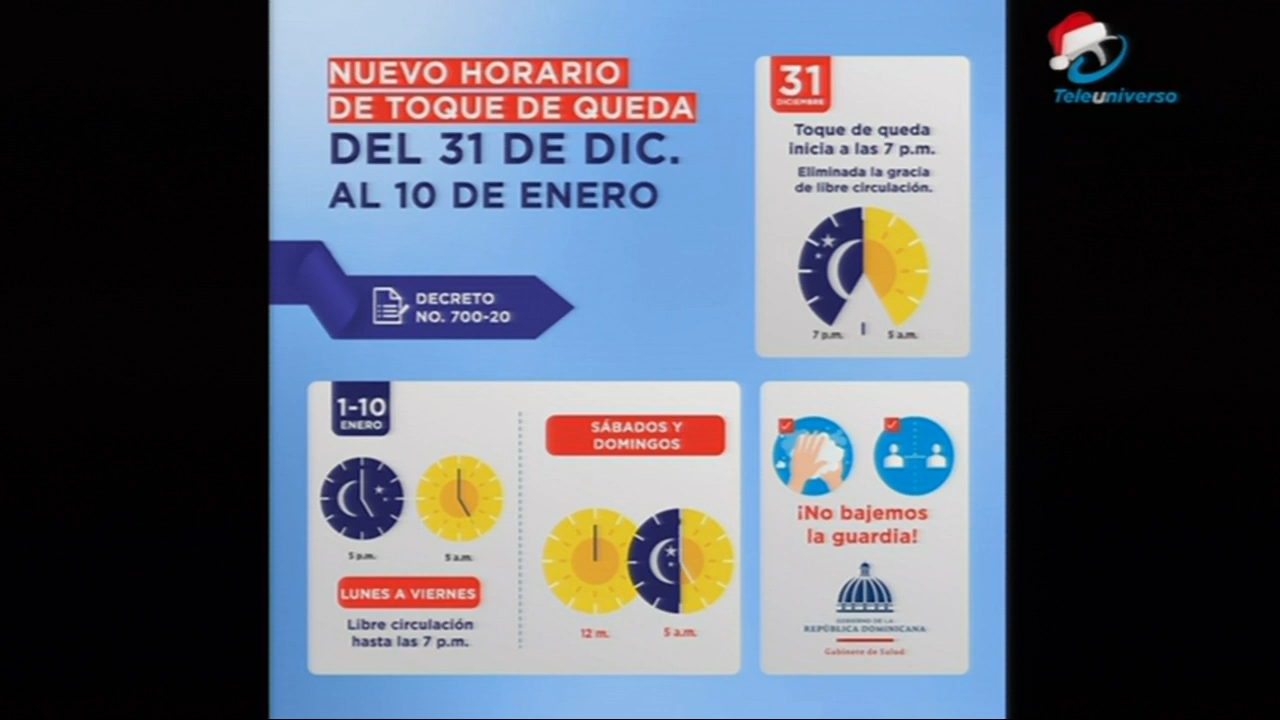 NUEVO HORARIO
DE TOQUE DE QUEDA
DEL 31 DE DIC.
AL 10 DE ENERO
DECRETO
NO. 700-20
31
DICIEMBRE
Toque de queda
inicia a las 7 p.m.
Eliminada la gracia
de libre circulación.
7 p.m.
5 a.m.
Teleuniverso
1-10
ENERO
5 p.m.
5 a.m.
LUNES A VIERNES
Libre circulación
hasta las 7 p.m.
SÁBADOS Y
DOMINGOS
12 m.
5 a.m.
¡No bajemos
la guardia!
GOBIERNO DE LA
REPÚBLICA DOMINICANA
Gabinete de Salud